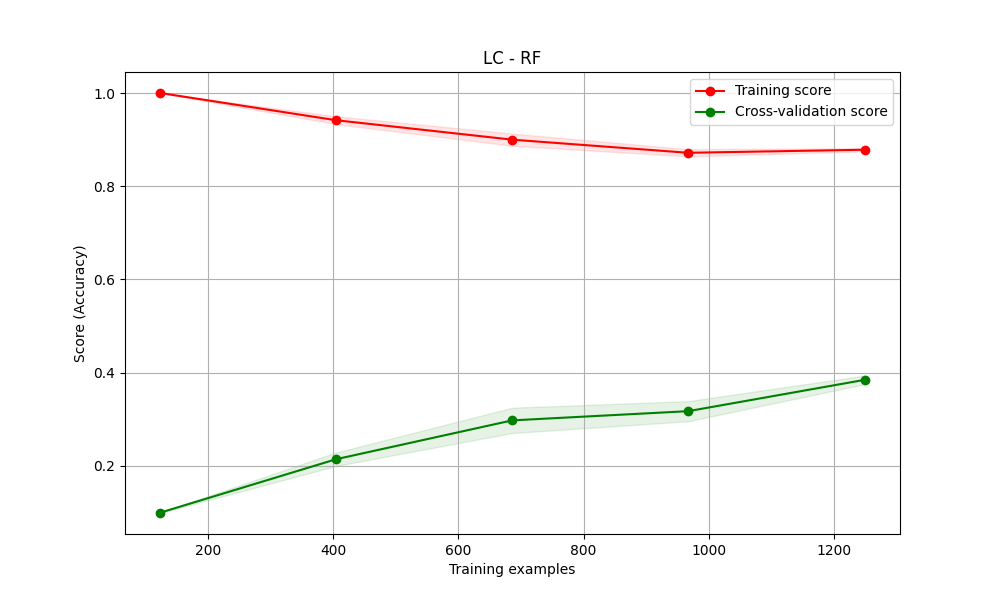 LC - RF
Training score
Cross-validation score
Score (Accuracy)
1.0
0.8
0.6
0.4
0.2
200 400 600 800 1000 1200
Training examples